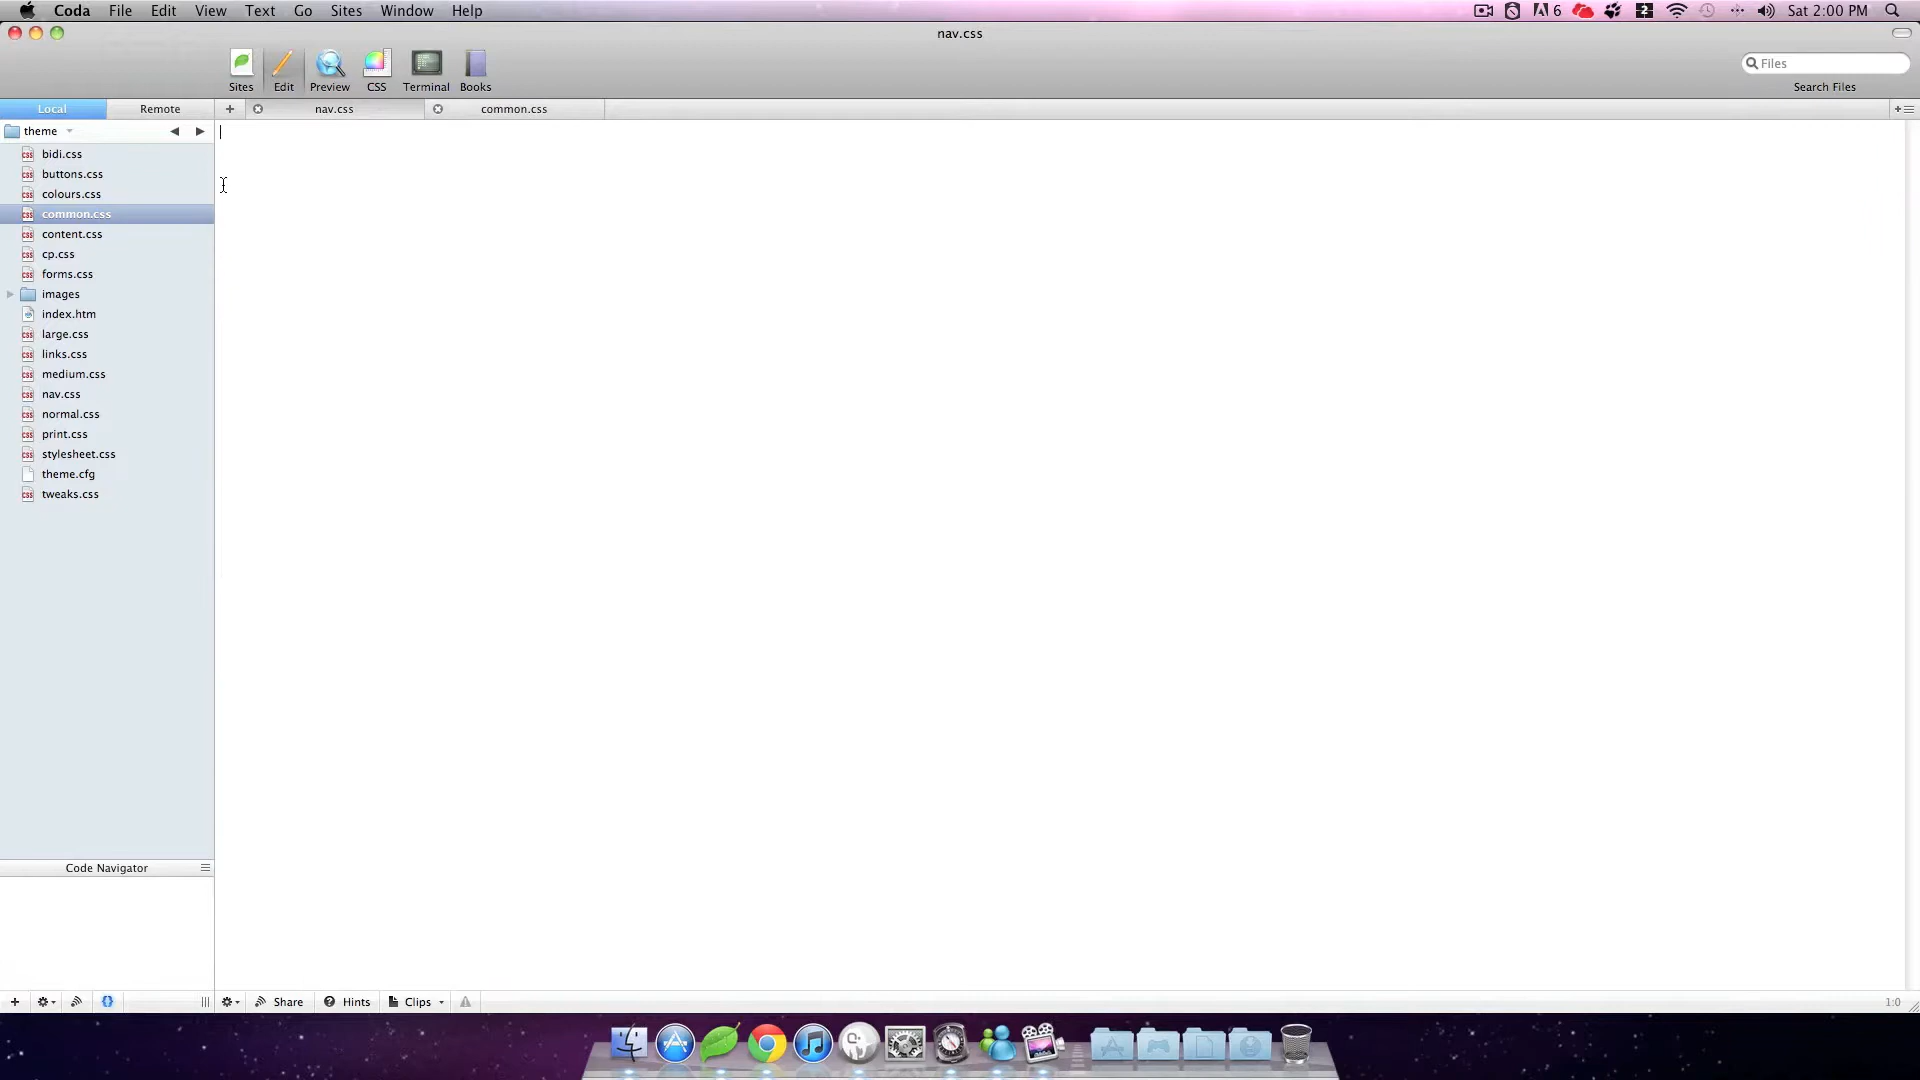 Coda File Edit View Text Go Sites Window Help 6 2 Sat 2:00 PM
nav.css
Sites Edit Preview CSS Terminal Books
Files
Search Files
Local Remote + nav.css common.css
theme
bidi.css
buttons.css
colours.css
common.css
content.css
cp.css
forms.css
images
index.htm
large.css
links.css
medium.css
nav.css
normal.css
print.css
stylesheet.css
theme.cfg
tweaks.css
Code Navigator
Share Hints Clips 1:0